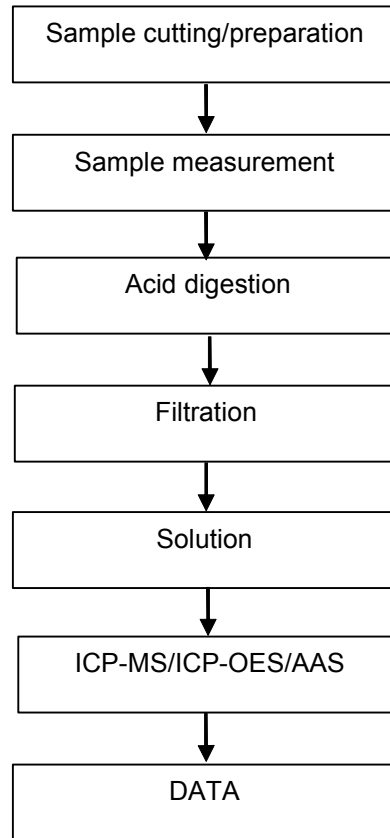 Sample cutting/preparation
Sample measurement
Acid digestion
Filtration
Solution
ICP-MS/ICP-OES/AAS
DATA